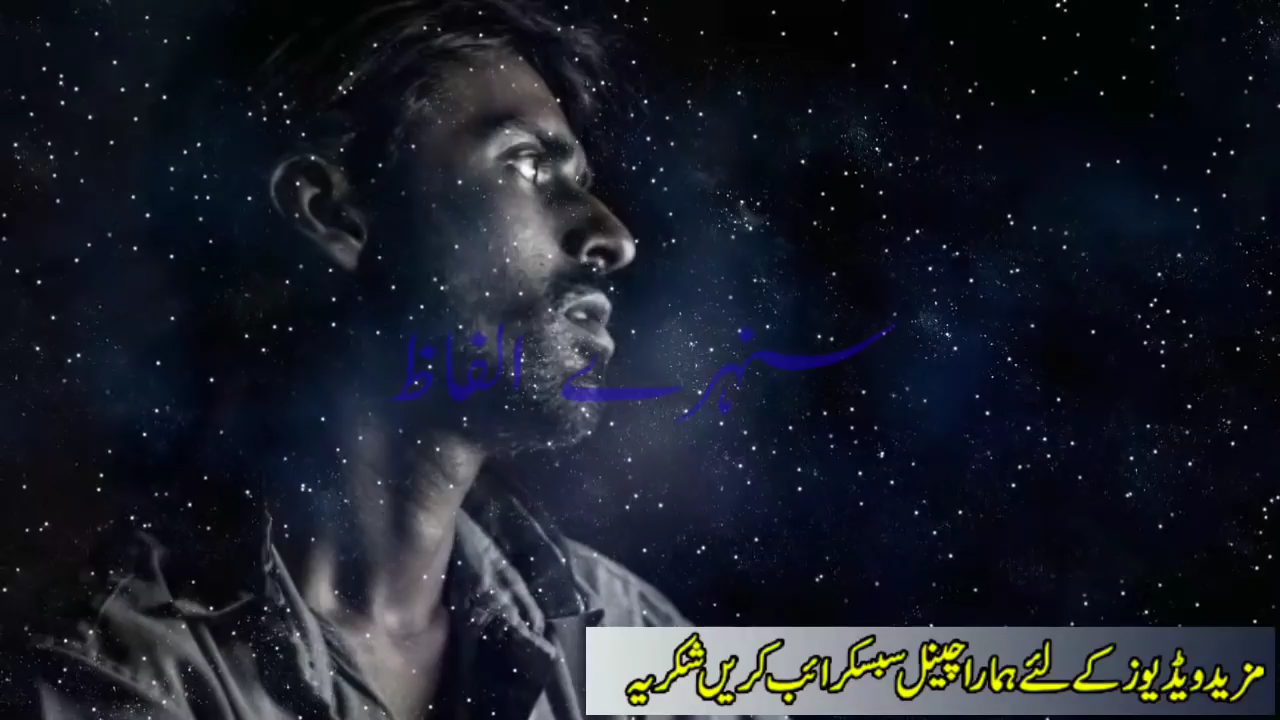 سنہرے الفاظ
مزید ویڈیوز کے لئے ہمارا چینل سبسکرائب کریں شکریہ